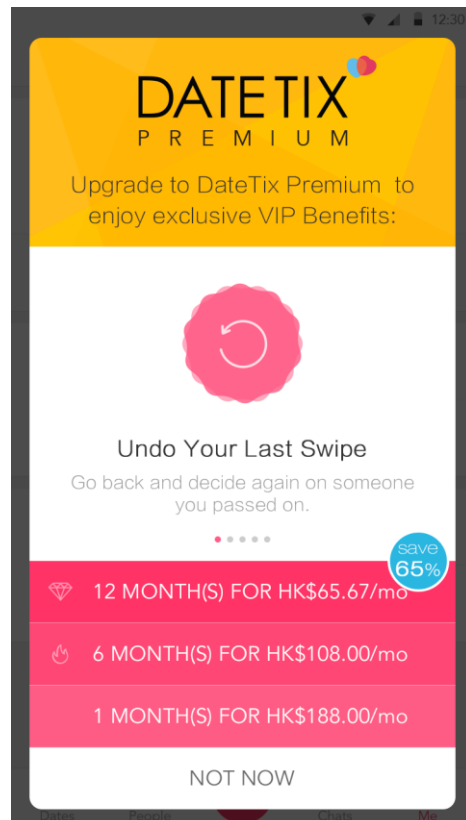 12:30
DATETIX
PREMIUM
Upgrade to DateTix Premium to
enjoy exclusive VIP Benefits:
Undo Your Last Swipe
Go back and decide again on someone
you passed on.
save
65%
12 MONTH(S) FOR HK$65.67/mo
6 MONTH(S) FOR HK$108.00/mo
1 MONTH(S) FOR HK$188.00/mo
NOT NOW
Dates People Chats Me